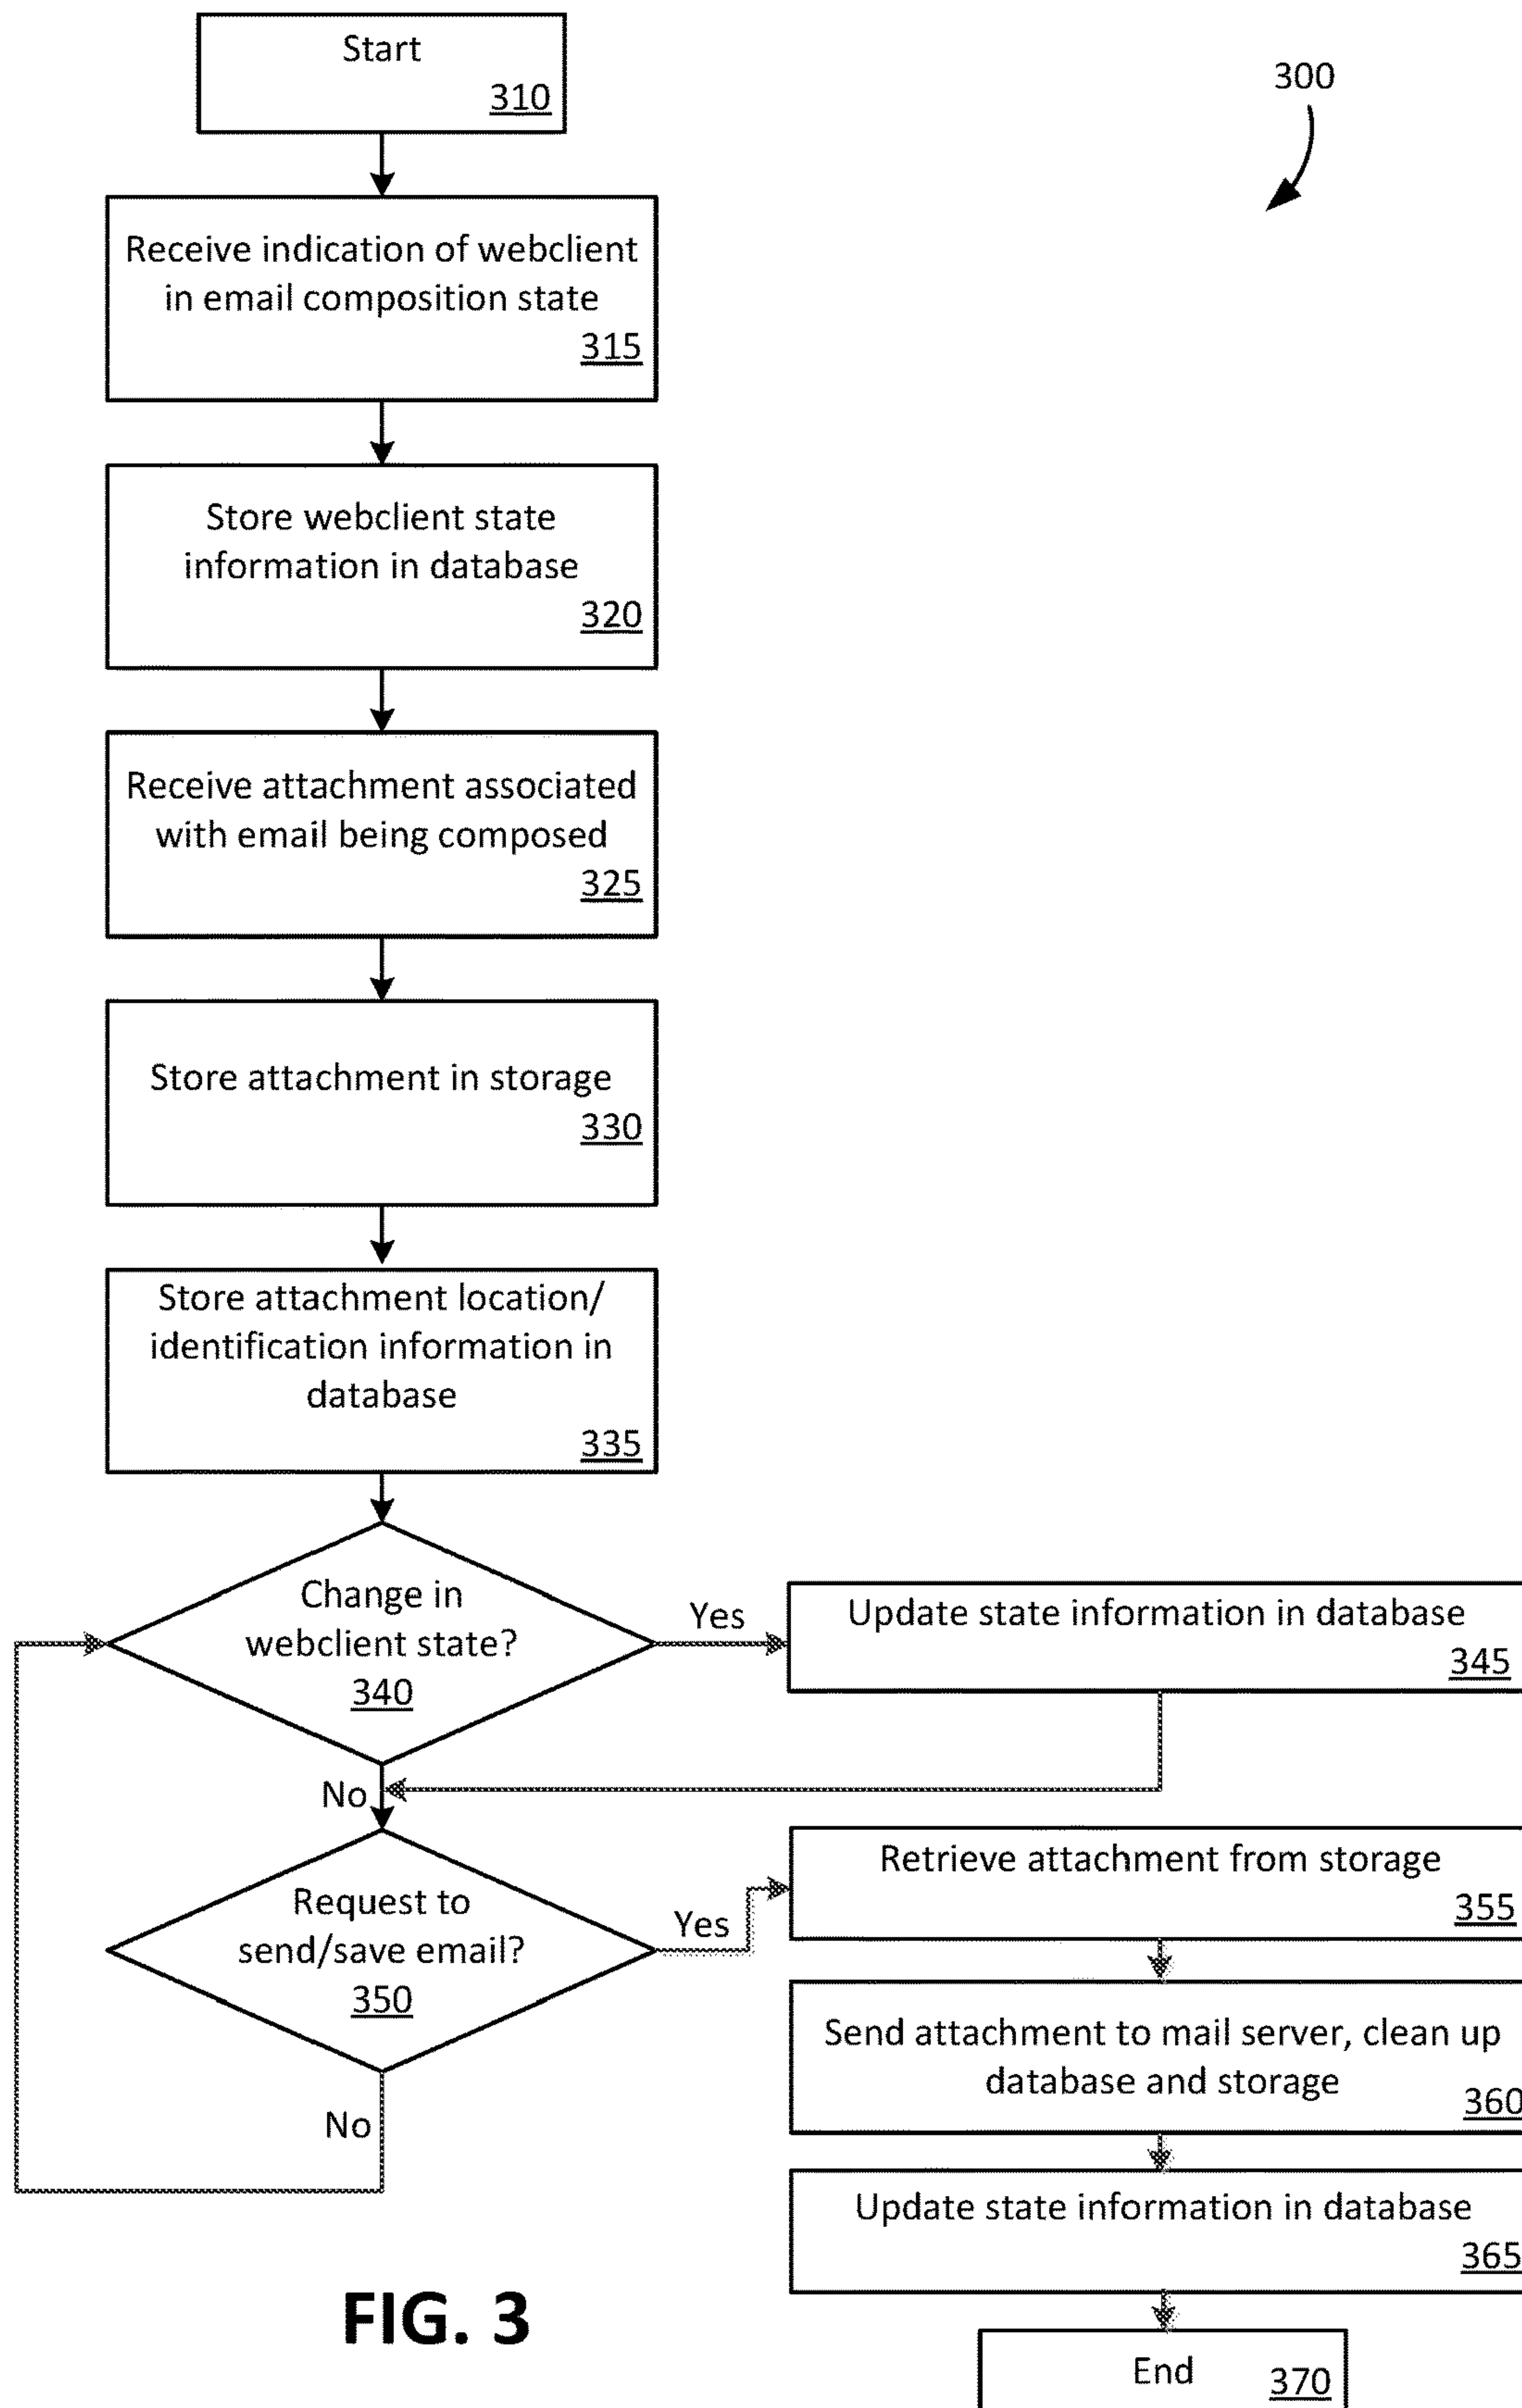 Start
310
300
Receive indication of webclient
in email composition state
315
Store webclient state
information in database
320
Receive attachment associated
with email being composed
325
Store attachment in storage
330
Store attachment location/
identification information in
database
335
Change in
webclient state?
340
Yes
Update state information in database
345
No
Request to
send/save email?
350
Yes
Retrieve attachment from storage
355
Send attachment to mail server, clean up
database and storage
360
No
Update state information in database
365
End
370
FIG. 3